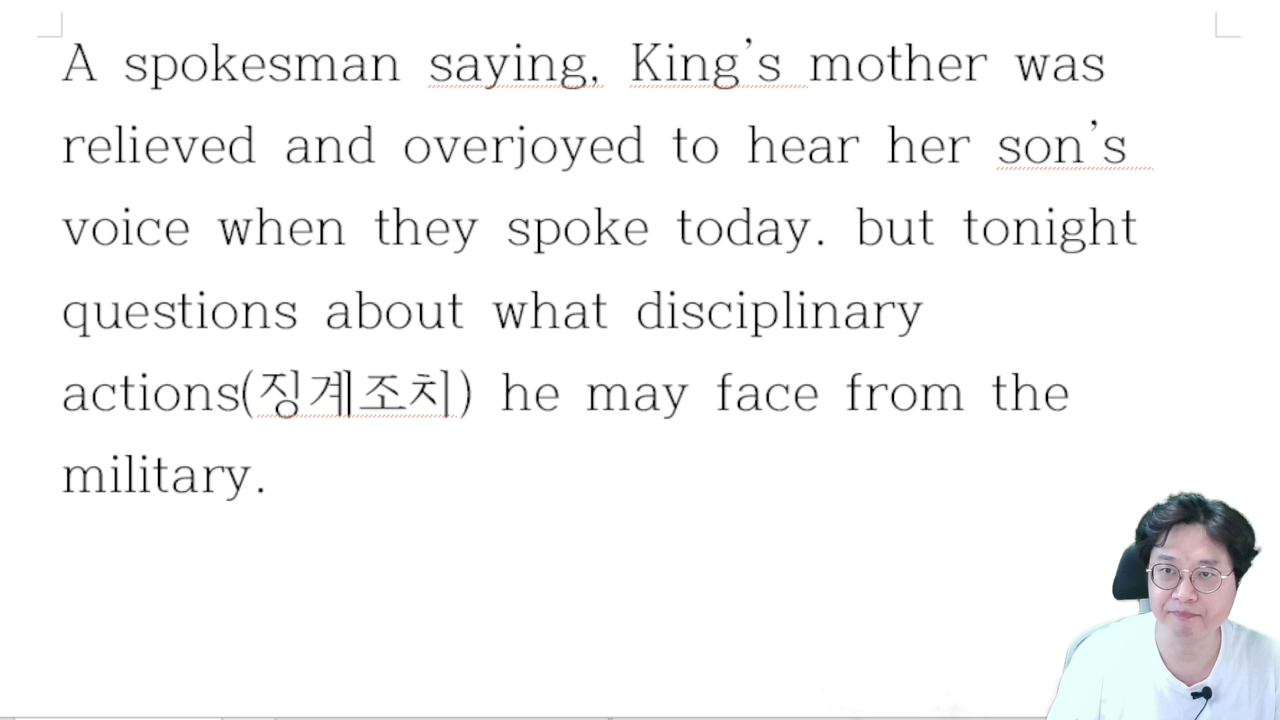 A spokesman saying, King's mother was
relieved and overjoyed to hear her son's
voice when they spoke today. but tonight
questions about what disciplinary
actions(징계조치) he may face from the
military.